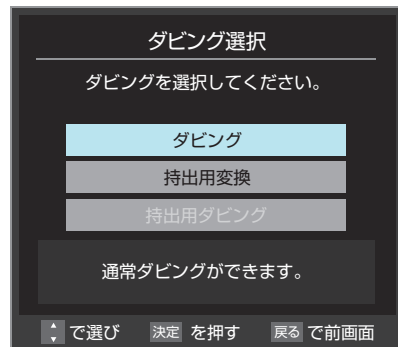 ダビング選択
ダビングを選択してください。
ダビング
持出用変換
持出用ダビング
通常ダビングができます。
で選び 決定 を押す 戻る で前画面